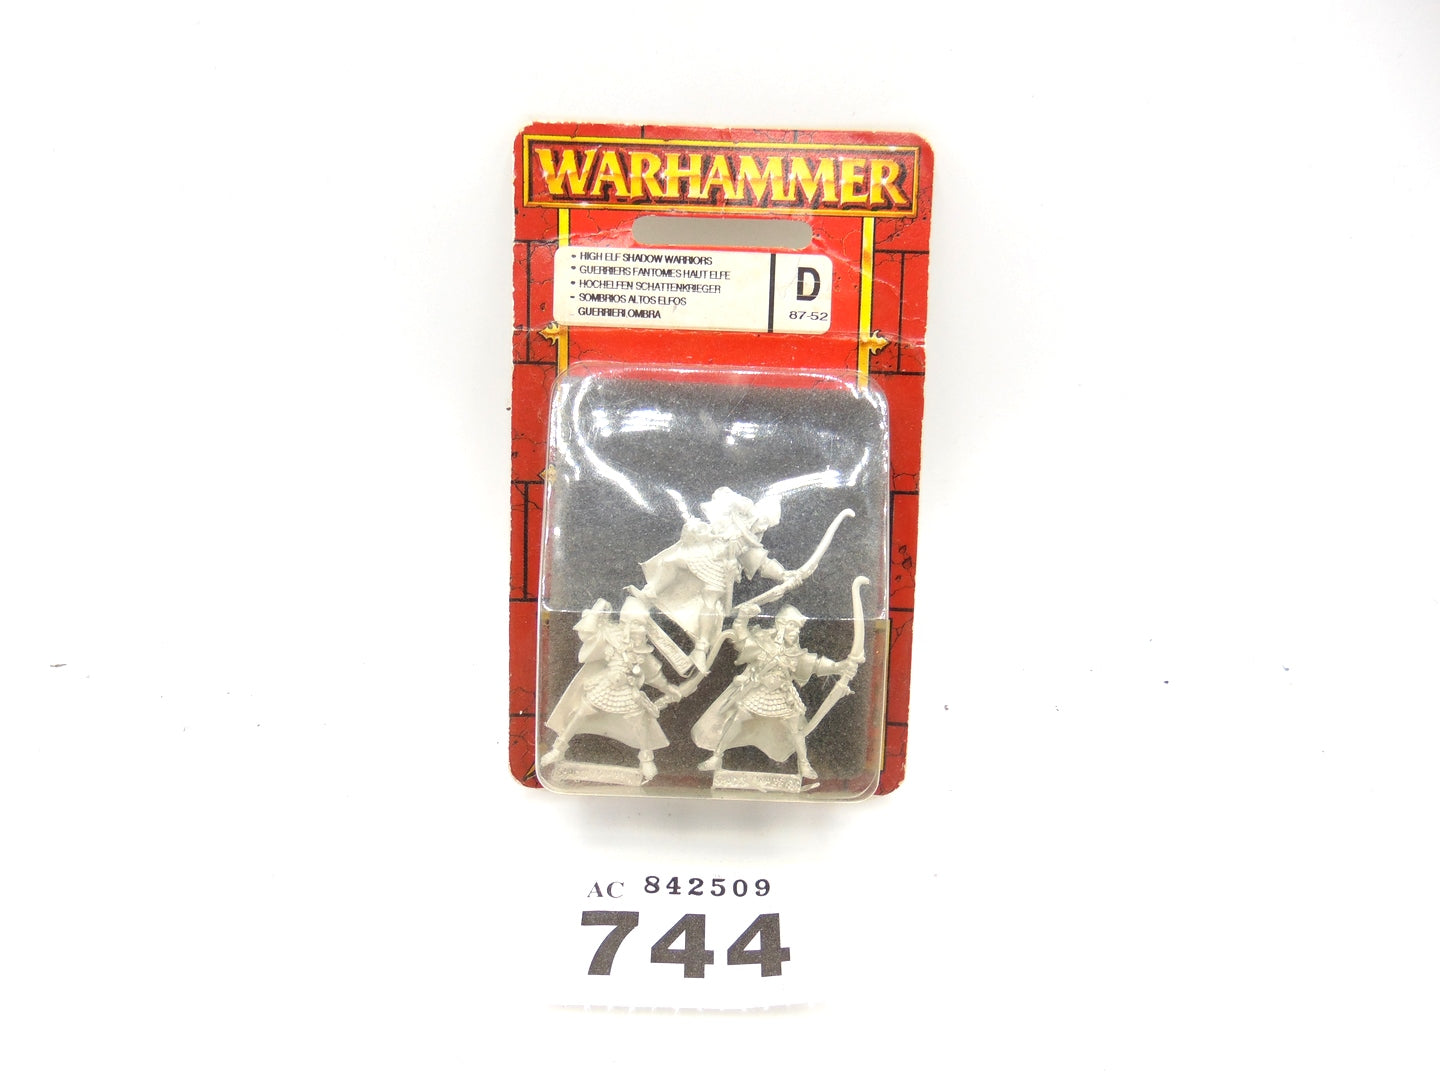 WARHAMMER
• HIGH ELF SHADOW WARRIORS
• GUERRIERS FANTOMES HAUT ELFE
• HOCHELFEN SCHATTENKRIEGER
- SOMBRIOS ALTOS ELFOS
GUERRIERI OMBRA
D
87-52
AC 842509
744